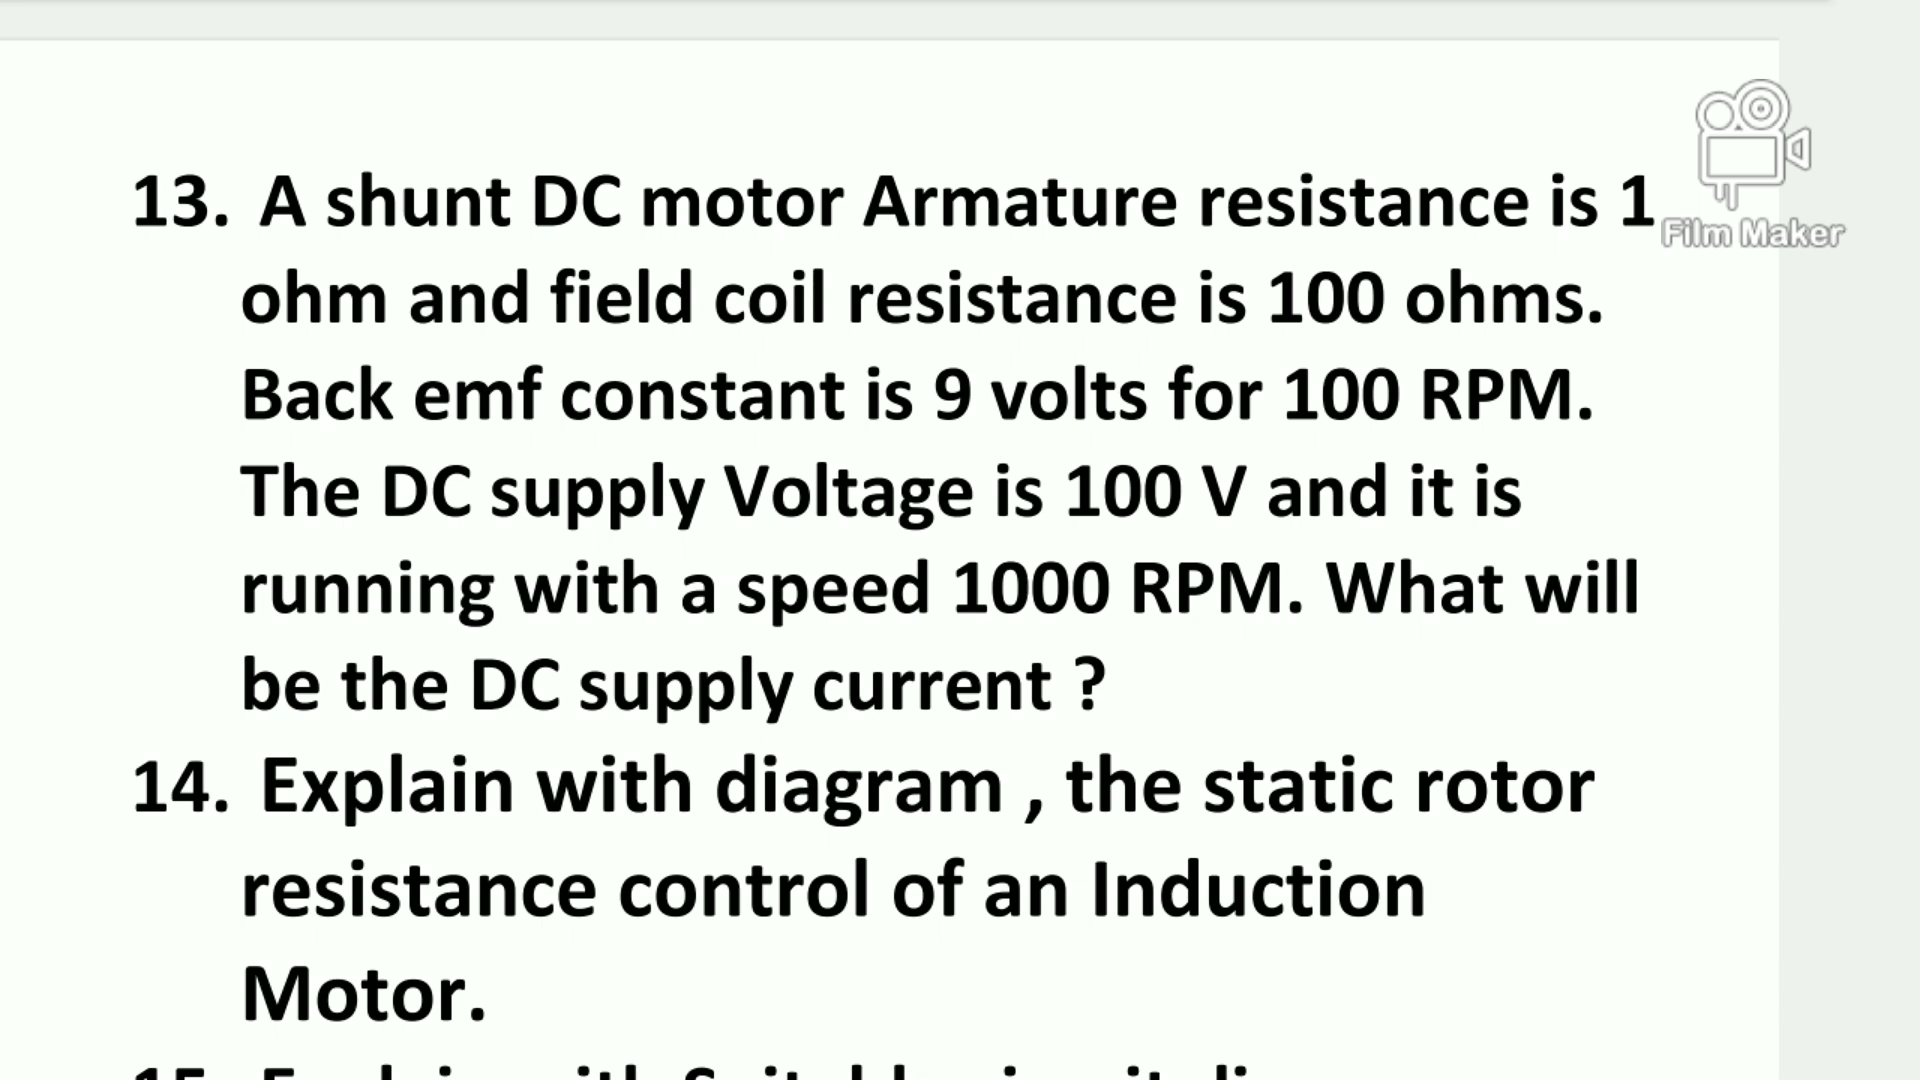 13. A shunt DC motor Armature resistance is 1
Film Maker
ohm and field coil resistance is 100 ohms.
Back emf constant is 9 volts for 100 RPM.
The DC supply Voltage is 100 V and it is
running with a speed 1000 RPM. What will
be the DC supply current ?
14. Explain with diagram , the static rotor
resistance control of an Induction
Motor.